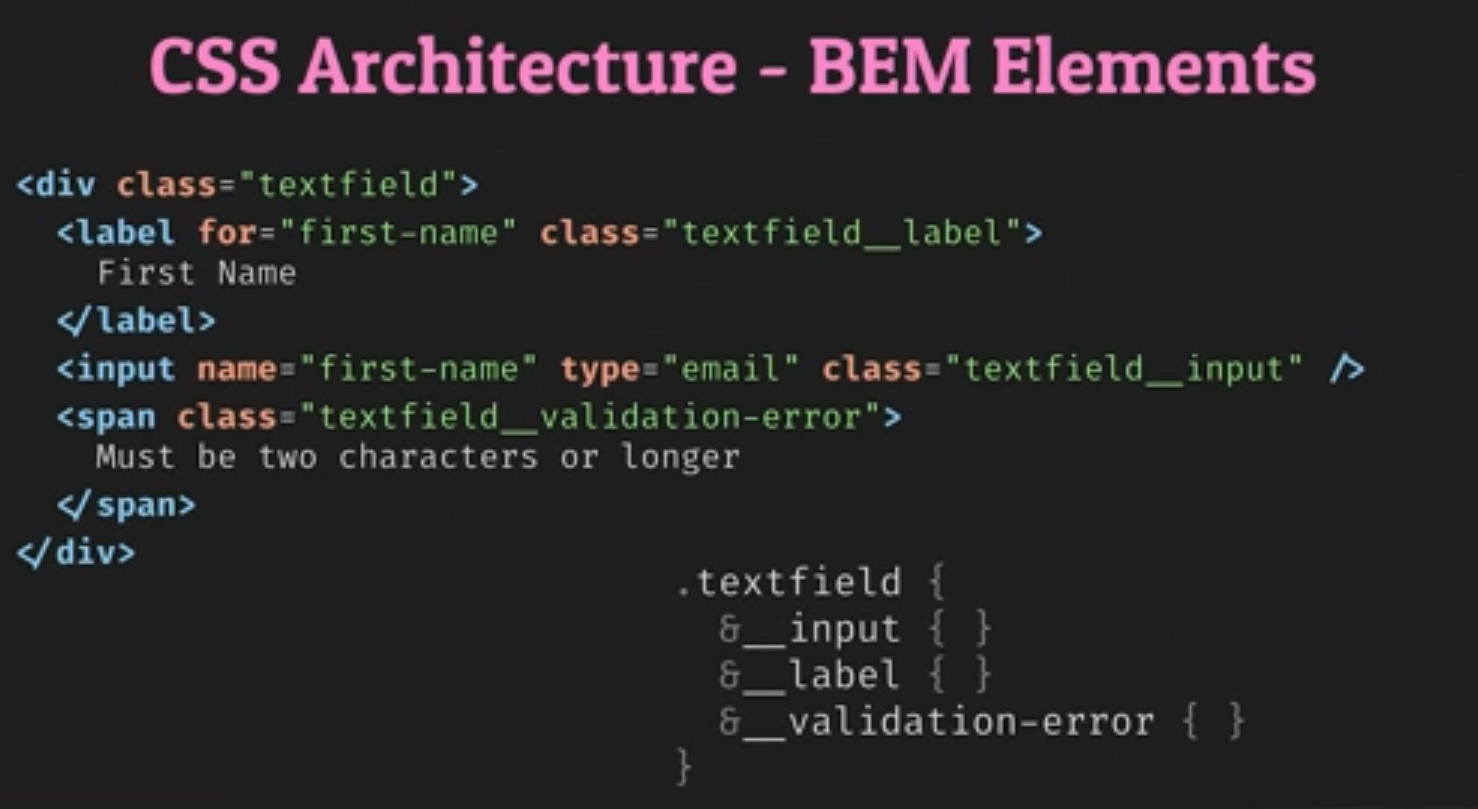 CSS Architecture - BEM Elements
<div class="textfield">
  <label for="first-name" class="textfield__label">
    First Name
  </label>
  <input name="first-name" type="email" class="textfield__input" />
  <span class="textfield__validation-error">
    Must be two characters or longer
  </span>
</div>
.textfield {
  &__input { }
  &__label { }
  &__validation-error { }
}